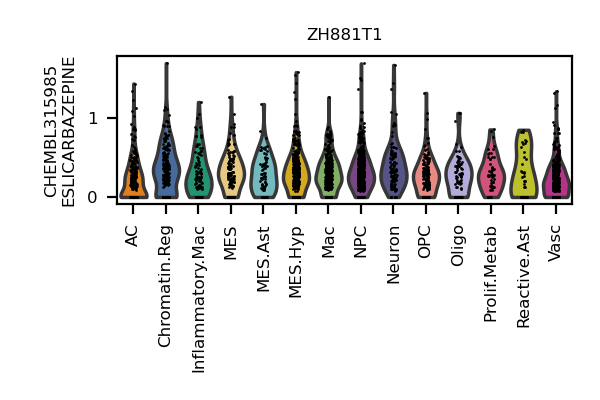 ZH881T1
CHEMBL315985
ESLICARBAZEPINE
1
0
AC
Chromatin.Reg
Inflammatory.Mac
MES
MES.Ast
MES.Hyp
Mac
NPC
Neuron
OPC
Oligo
Prolif.Metab
Reactive.Ast
Vasc